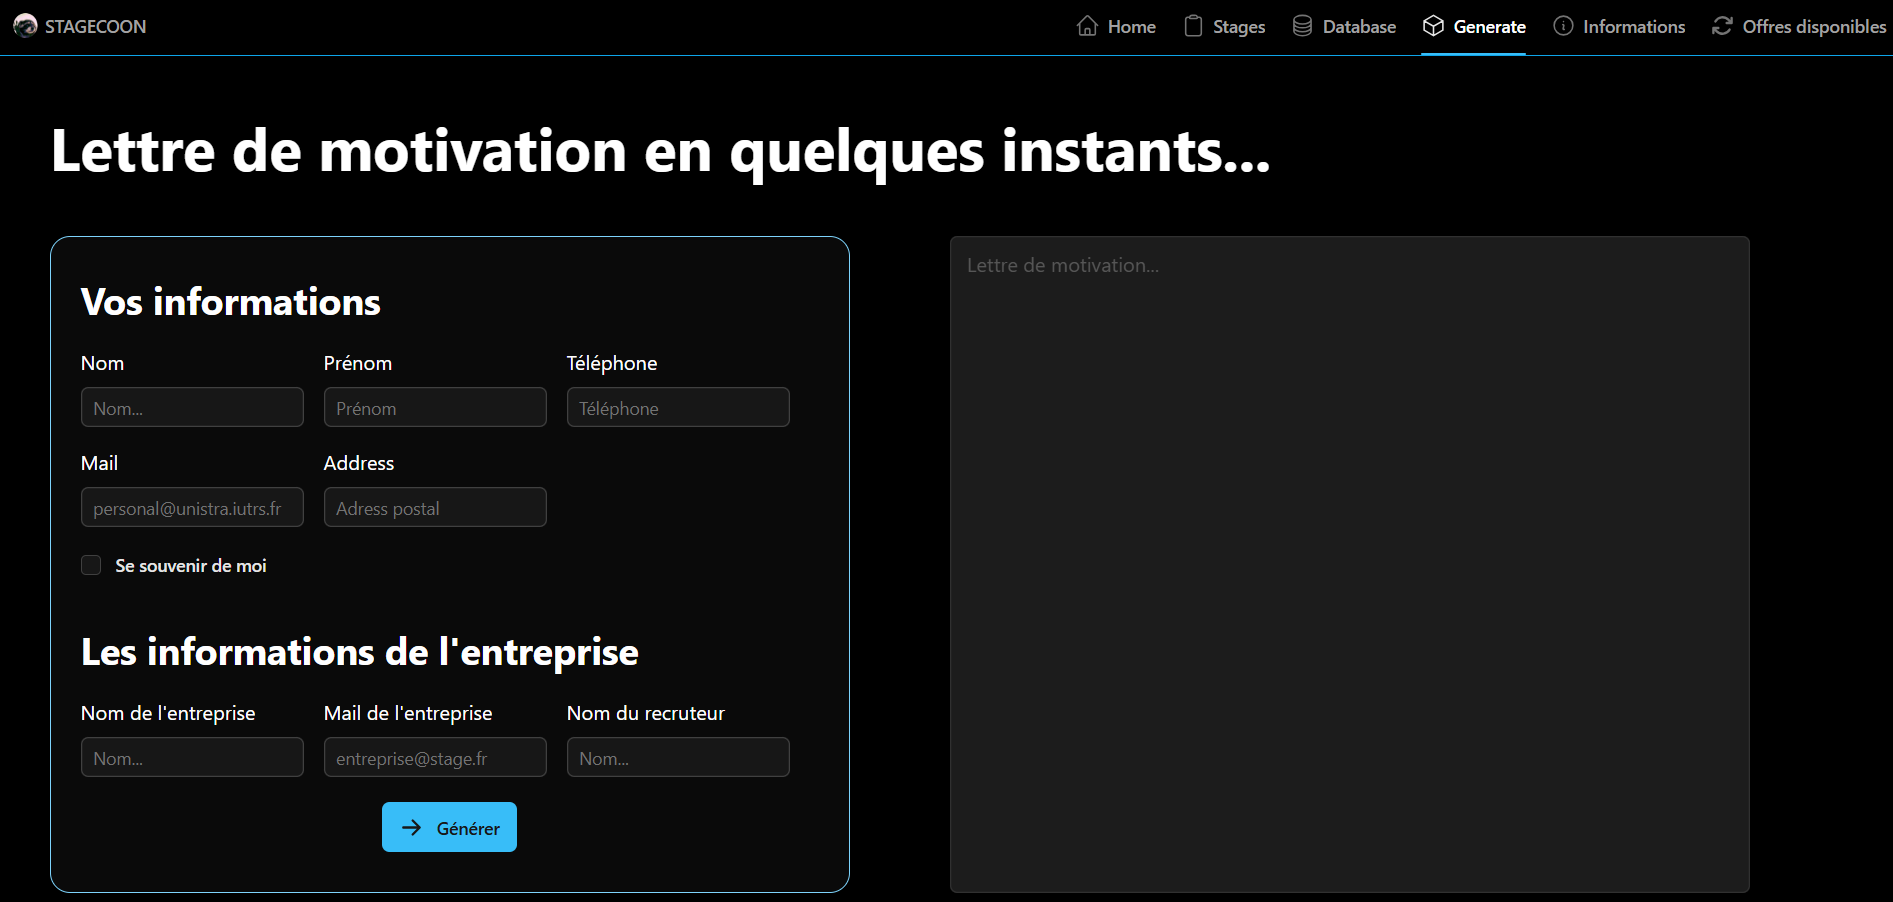 STAGECOON
Home Stages Database Generate Informations Offres disponibles
Lettre de motivation en quelques instants...
Vos informations
Nom Prénom Téléphone
Nom... Prénom Téléphone
Mail Address
personal@unistra.iutrs.fr Adress postal
Se souvenir de moi
Les informations de l'entreprise
Nom de l'entreprise Mail de l'entreprise Nom du recruteur
Nom... entreprise@stage.fr Nom...
Générer
Lettre de motivation...